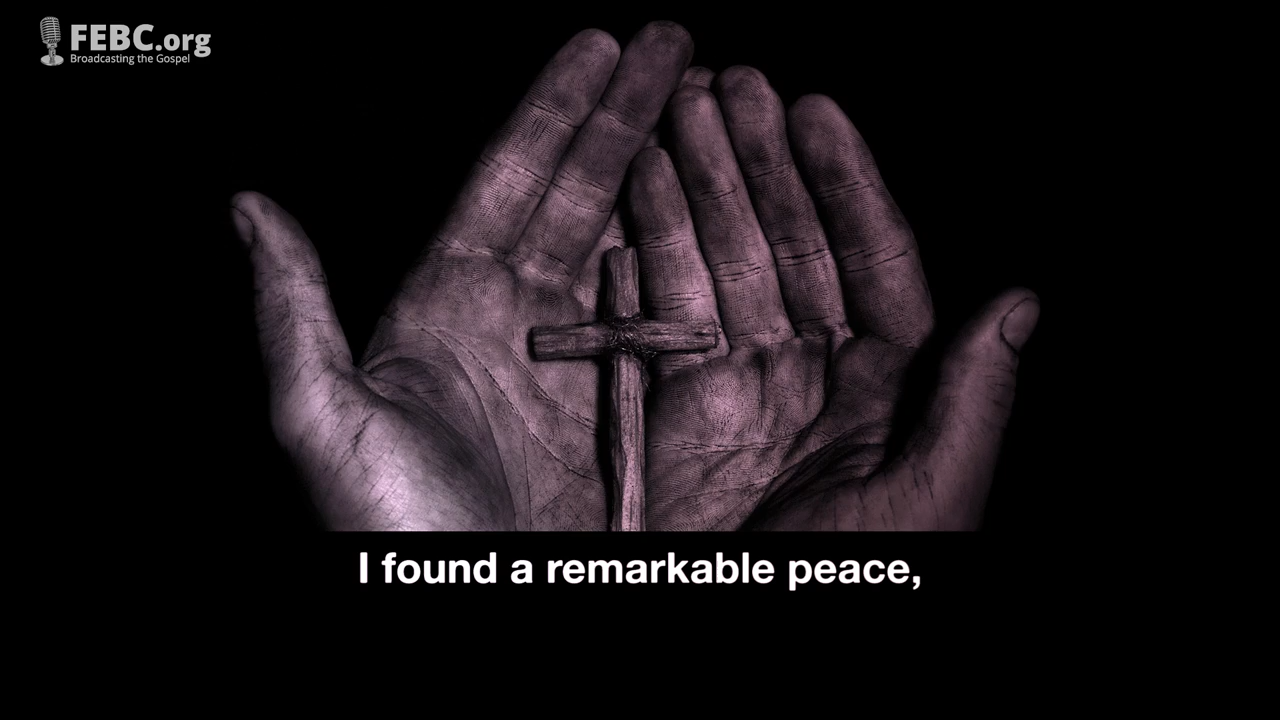 FEBC.org
Broadcasting the Gospel
I found a remarkable peace,